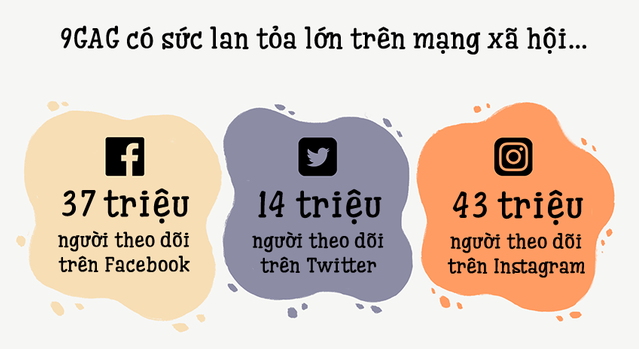 9GAG có sức lan tỏa lớn trên mạng xã hội...
37 triệu
người theo dõi
trên Facebook
14 triệu
người theo dõi
trên Twitter
43 triệu
người theo dõi
trên Instagram